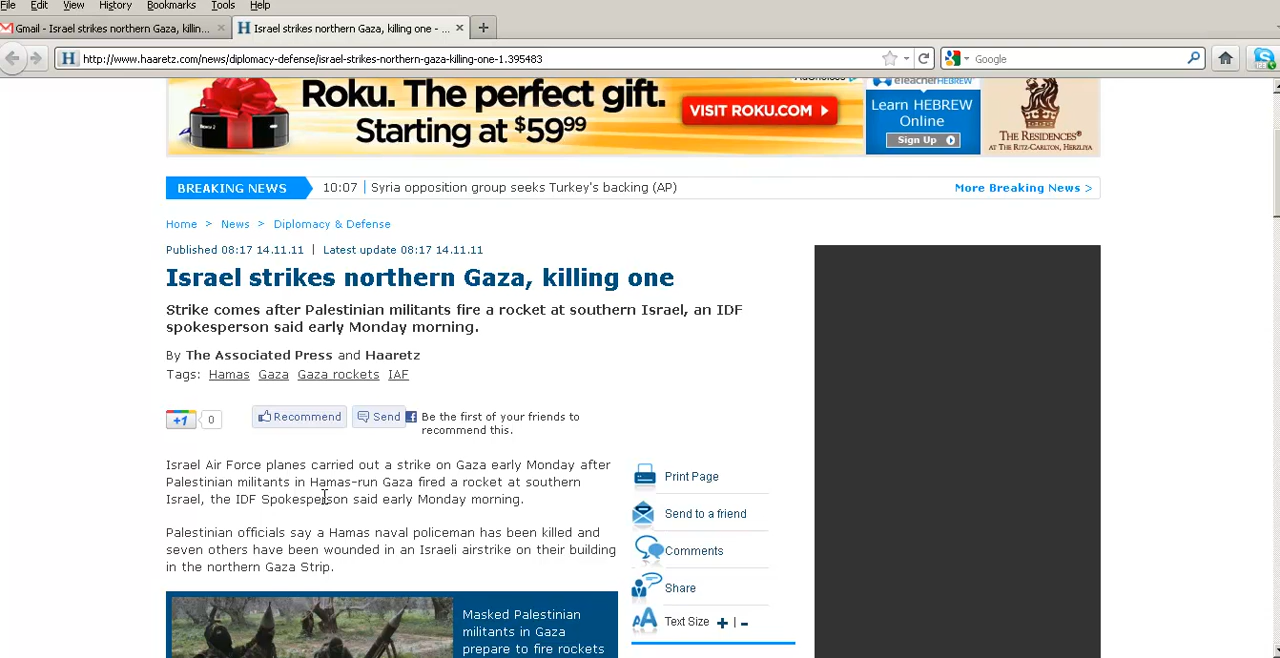 File Edit View History Bookmarks Tools Help
Gmail - Israel strikes northern Gaza, killin...
Israel strikes northern Gaza, killing one - ...
http://www.haaretz.com/news/diplomacy-defense/israel-strikes-northern-gaza-killing-one-1.395483
Google
Roku. The perfect gift.
Starting at $59⁹⁹
VISIT ROKU.COM
AdChoices
eTeacherHEBREW
Learn HEBREW
Online
Sign Up
THE RESIDENCES
AT THE RITZ-CARLTON, HERZLIYA
BREAKING NEWS
10:07 | Syria opposition group seeks Turkey's backing (AP)
More Breaking News >
Home > News > Diplomacy & Defense
Published 08:17 14.11.11 | Latest update 08:17 14.11.11
Israel strikes northern Gaza, killing one
Strike comes after Palestinian militants fire a rocket at southern Israel, an IDF
spokesperson said early Monday morning.
By The Associated Press and Haaretz
Tags: Hamas Gaza Gaza rockets IAF
+1
0
Recommend
Send
Be the first of your friends to
recommend this.
Israel Air Force planes carried out a strike on Gaza early Monday after
Palestinian militants in Hamas-run Gaza fired a rocket at southern
Israel, the IDF Spokesperson said early Monday morning.
Palestinian officials say a Hamas naval policeman has been killed and
seven others have been wounded in an Israeli airstrike on their building
in the northern Gaza Strip.
Masked Palestinian
militants in Gaza
prepare to fire rockets
Print Page
Send to a friend
Comments
Share
Text Size + | -